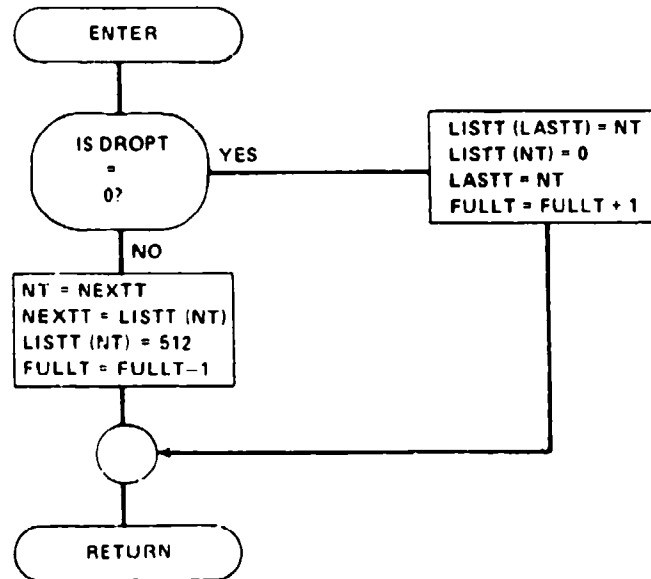 ENTER
IS DROPT
=
0?
YES
LISTT (LASTT) = NT
LISTT (NT) = 0
LASTT = NT
FULLT = FULLT + 1
NO
NT = NEXTT
NEXTT = LISTT (NT)
LISTT (NT) = 512
FULLT = FULLT-1
RETURN